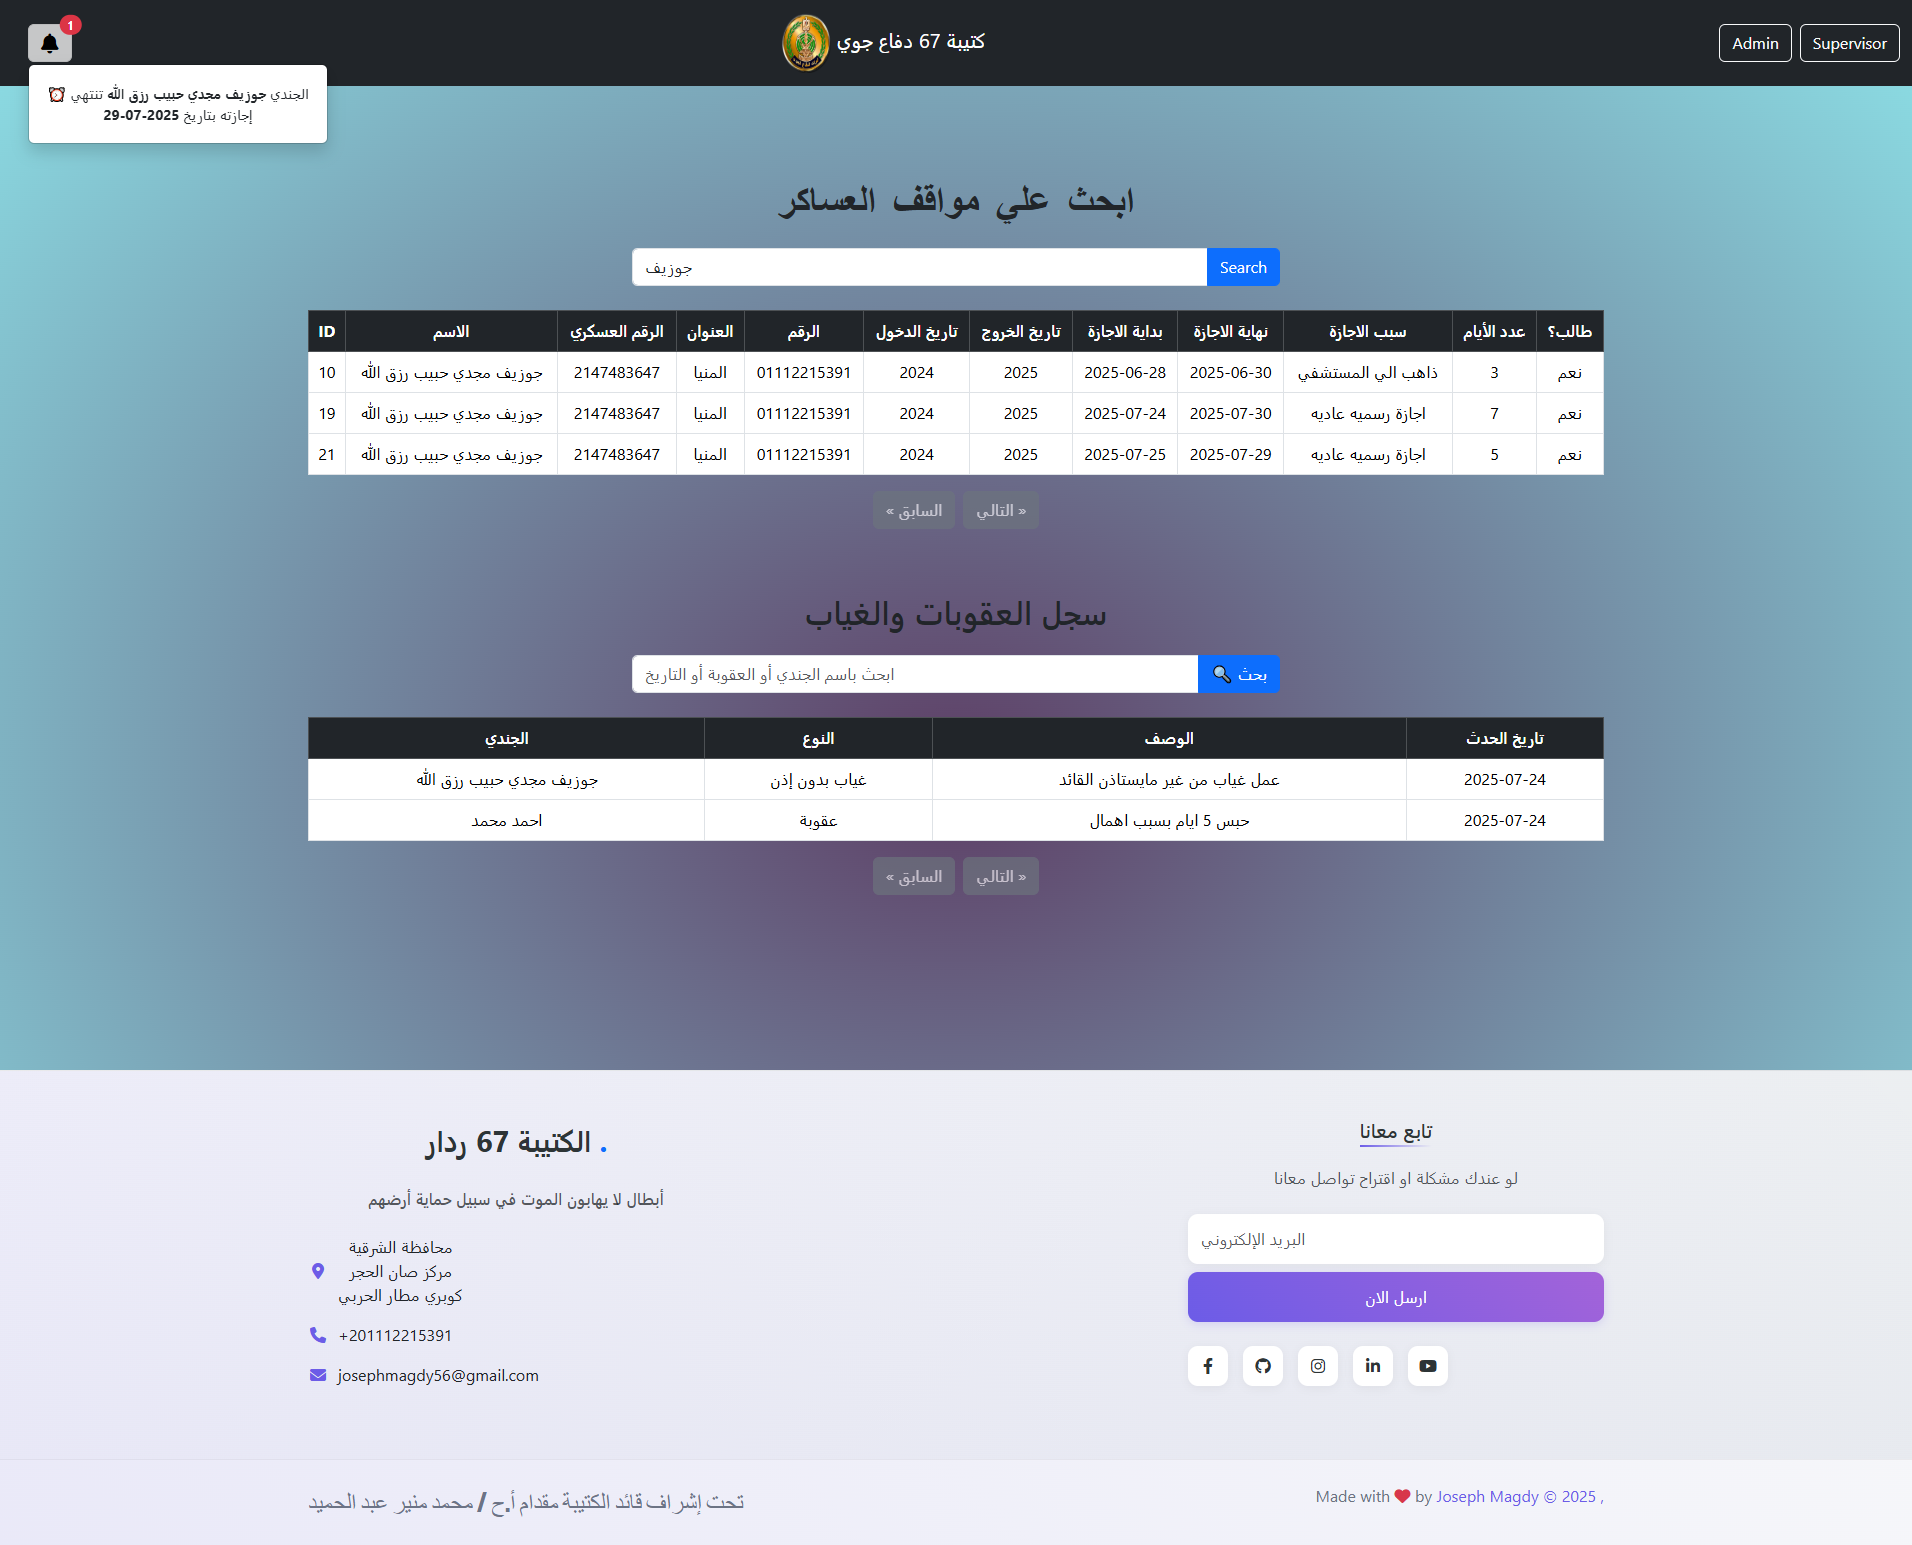 1
كتيبة 67 دفاع جوي
Admin
Supervisor
الجندي جوزيف مجدي حبيب رزق الله تنتهي ⏰
إجازته بتاريخ 2025-07-29
ابحث علي مواقف العساكر
جوزيف
Search
ID الاسم الرقم العسكري العنوان الرقم تاريخ الدخول تاريخ الخروج بداية الاجازة نهاية الاجازة سبب الاجازة عدد الأيام طالب؟
10 جوزيف مجدي حبيب رزق الله 2147483647 المنيا 01112215391 2024 2025 2025-06-28 2025-06-30 ذاهب الي المستشفي 3 نعم
19 جوزيف مجدي حبيب رزق الله 2147483647 المنيا 01112215391 2024 2025 2025-07-24 2025-07-30 اجازة رسميه عاديه 7 نعم
21 جوزيف مجدي حبيب رزق الله 2147483647 المنيا 01112215391 2024 2025 2025-07-25 2025-07-29 اجازة رسميه عاديه 5 نعم
« السابق
التالي »
سجل العقوبات والغياب
ابحث باسم الجندي أو العقوبة أو التاريخ
بحث 🔍
الجندي النوع الوصف تاريخ الحدث
جوزيف مجدي حبيب رزق الله غياب بدون إذن عمل غياب من غير مايستاذن القائد 2025-07-24
احمد محمد عقوبة حبس 5 ايام بسبب اهمال 2025-07-24
« السابق
التالي »
الكتيبة 67 ردار .
أبطال لا يهابون الموت في سبيل حماية أرضهم
محافظة الشرقية
مركز صان الحجر
كوبري مطار الحربي
+201112215391
josephmagdy56@gmail.com
تابع معانا
لو عندك مشكلة او اقتراح تواصل معانا
البريد الإلكتروني
ارسل الان
تحت إشراف قائد الكتيبة مقدام أ.ح / محمد منير عبد الحميد
Made with ❤ by Joseph Magdy © 2025 ,